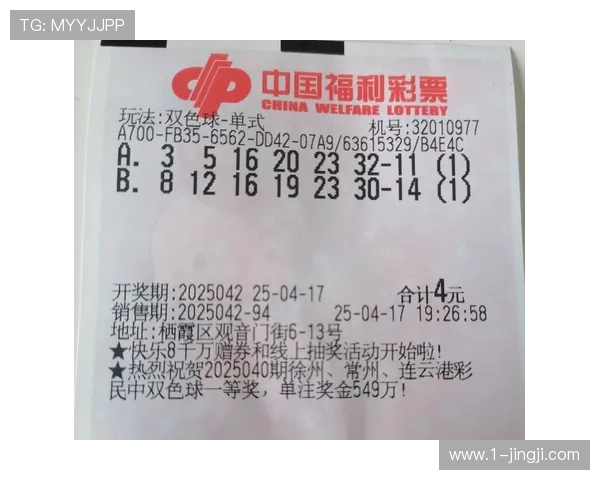 TG: MYYJJPP
中国福利彩票
CHINA WELFARE LOTTERY
玩法:双色球-单式 机号:32010977
A700-FB35-6562-DD42-07A9/63615329/B4E4C
A. 3 5 16 20 23 32-11 (1)
B. 8 12 16 19 23 30-14 (1)
开奖期:2025042 25-04-17 合计4元
销售期:2025042-94 25-04-17 19:26:58
地址:栖霞区观音门街6-13号
★快乐8千万赠券和线上抽奖活动开始啦!
★热烈祝贺2025040期徐州、常州、连云港彩
民中双色球一等奖,单注奖金549万!
www.1-jingji.com